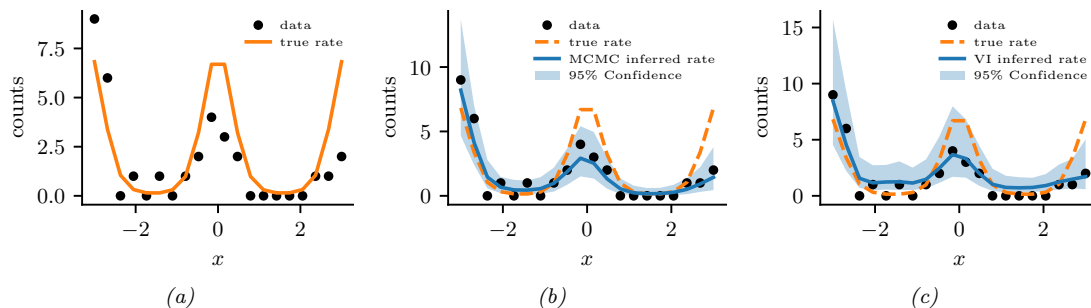 data
true rate
7.5
5.0
2.5
0.0
counts
−2
0
2
x
(a)
data
true rate
MCMC inferred rate
95% Confidence
10
5
0
counts
−2
0
2
x
(b)
data
true rate
VI inferred rate
95% Confidence
15
10
5
0
counts
−2
0
2
x
(c)